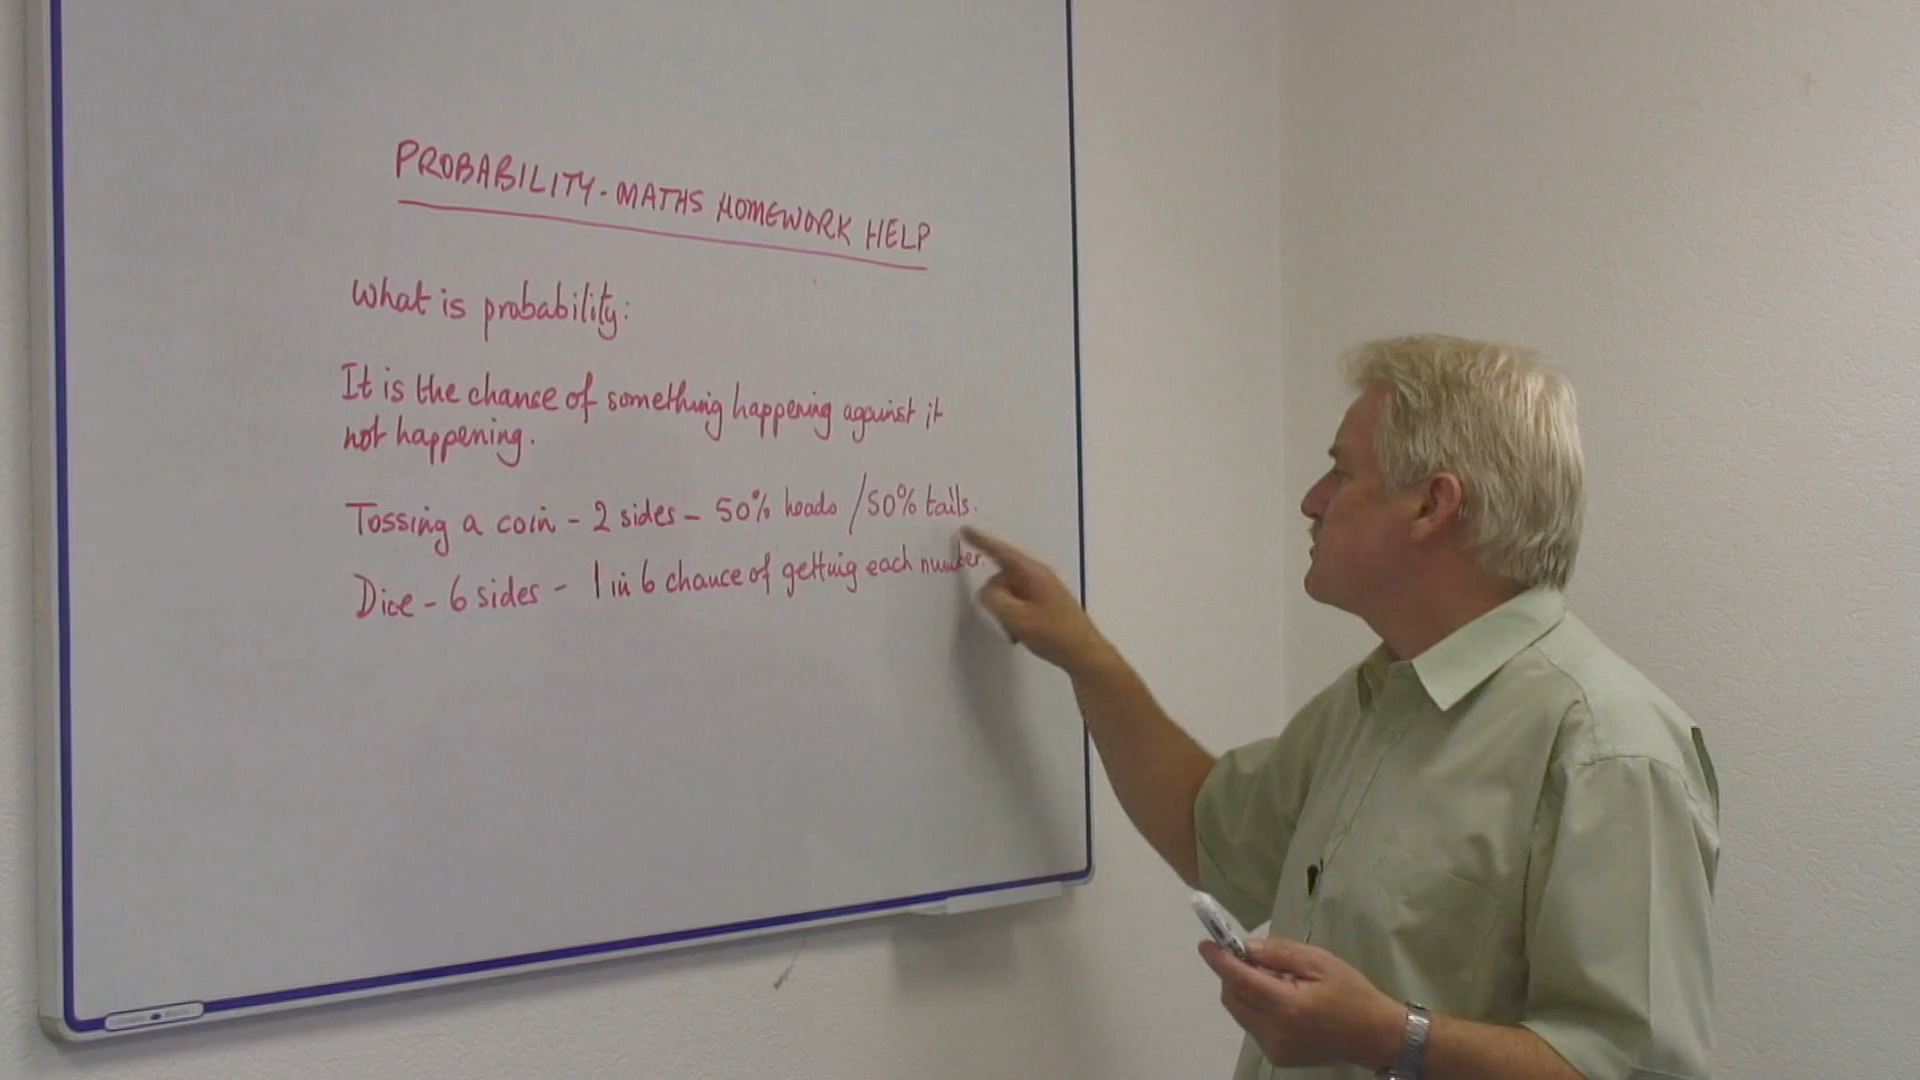 PROBABILITY - MATHS HOMEWORK HELP
What is probability:
It is the chance of something happening against it
not happening.
Tossing a coin - 2 sides - 50% heads / 50% tails.
Dice - 6 sides - 1 in 6 chance of getting each number.